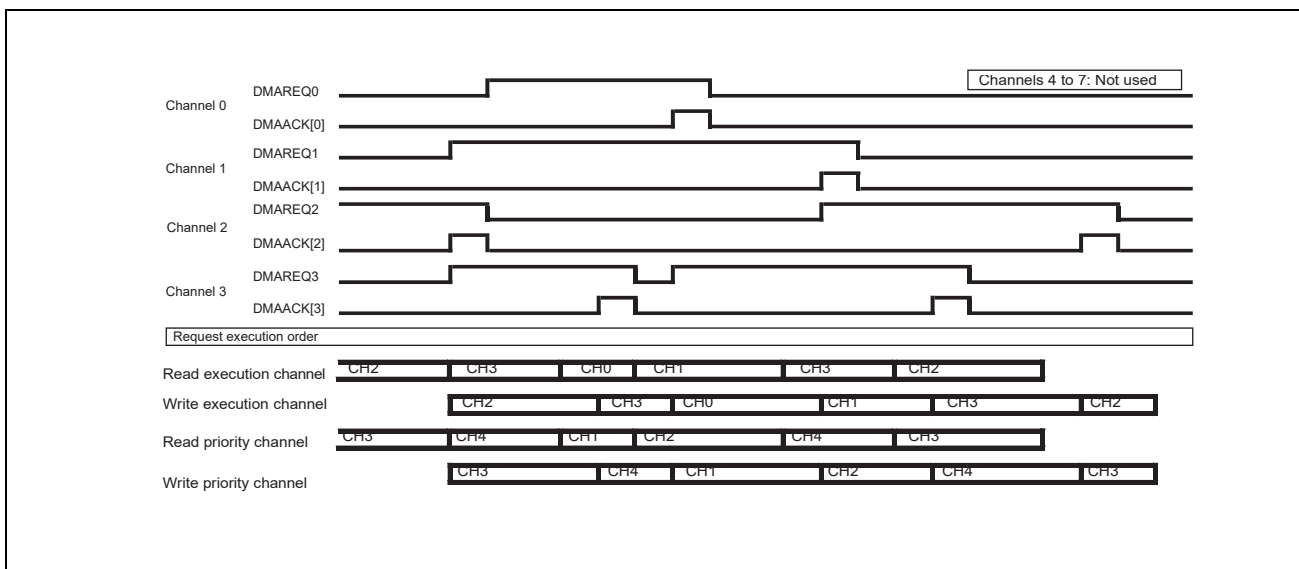 Channels 4 to 7: Not used
DMAREQ0
Channel 0
DMAACK[0]
DMAREQ1
Channel 1
DMAACK[1]
DMAREQ2
Channel 2
DMAACK[2]
DMAREQ3
Channel 3
DMAACK[3]
Request execution order
Read execution channel CH2 CH3 CH0 CH1 CH3 CH2
Write execution channel CH2 CH3 CH0 CH1 CH3 CH2
Read priority channel CH3 CH4 CH1 CH2 CH4 CH3
Write priority channel CH3 CH4 CH1 CH2 CH4 CH3